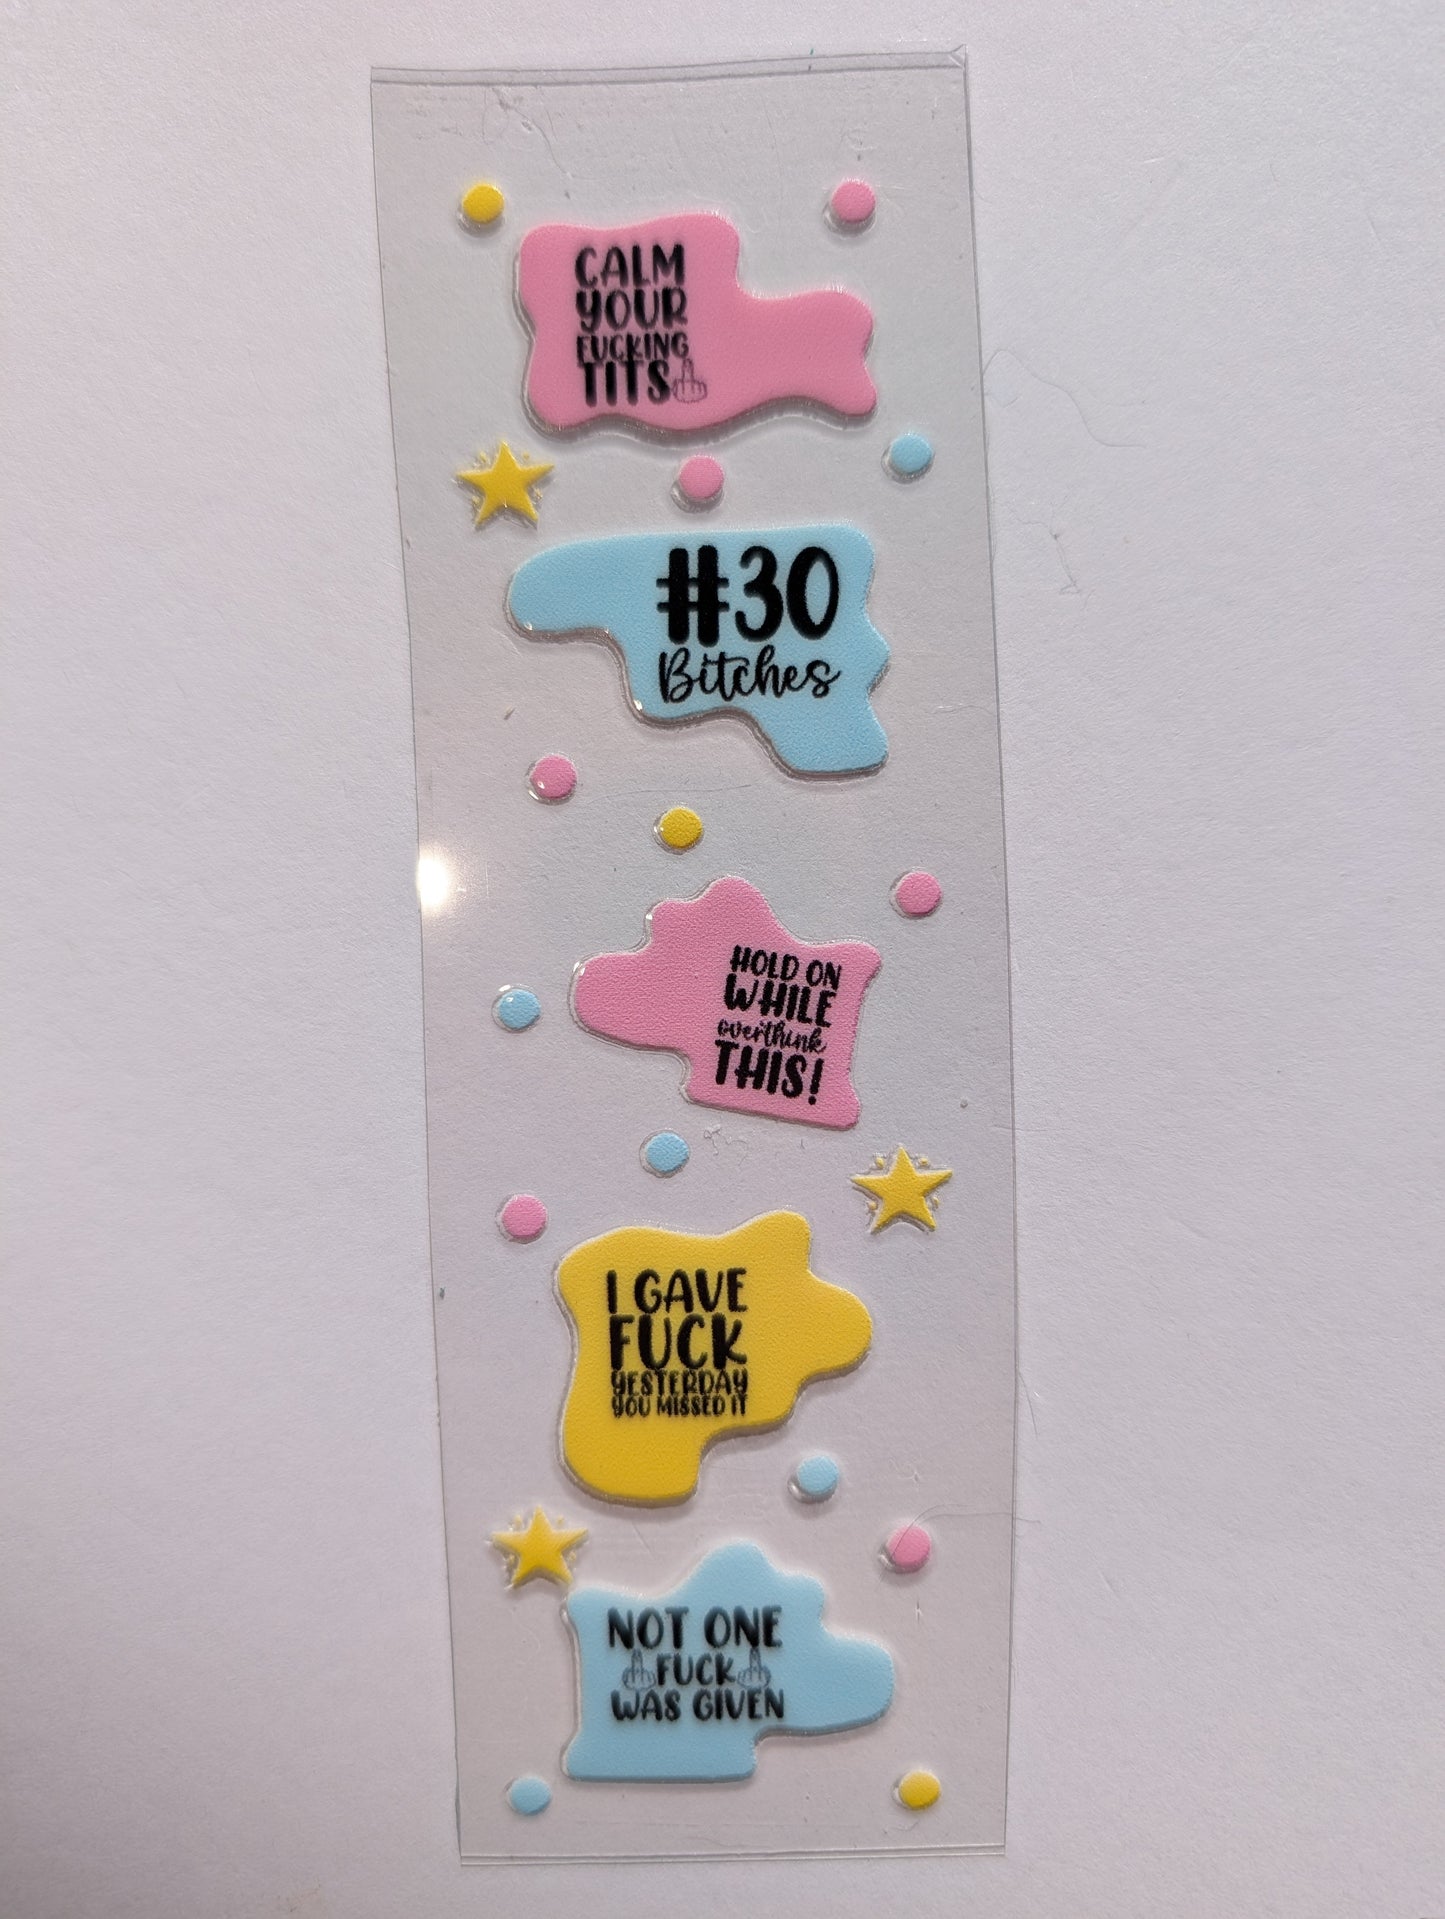 CALM
YOUR
FUCKING
TITS
#30
Bitches
HOLD ON
WHILE
overthink
THIS!
I GAVE
FUCK
YESTERDAY
YOU MISSED IT
NOT ONE
FUCK
WAS GIVEN